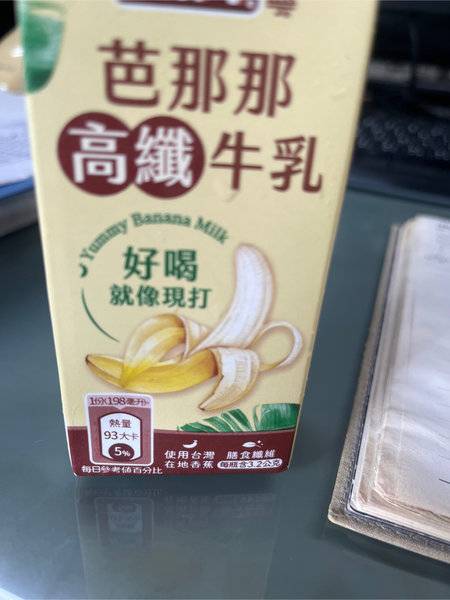 芭那那
高纖牛乳
Yummy Banana Milk
好喝
就像現打
1份(198毫升)
熱量
93大卡
5%
每日參考值百分比
使用台灣
在地香蕉
膳食纖維
每瓶含3.2公克